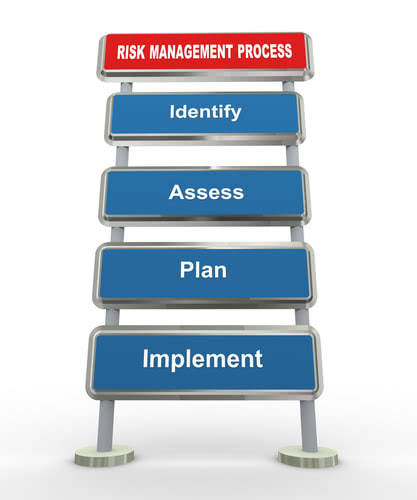 RISK MANAGEMENT PROCESS
Identify
Assess
Plan
Implement